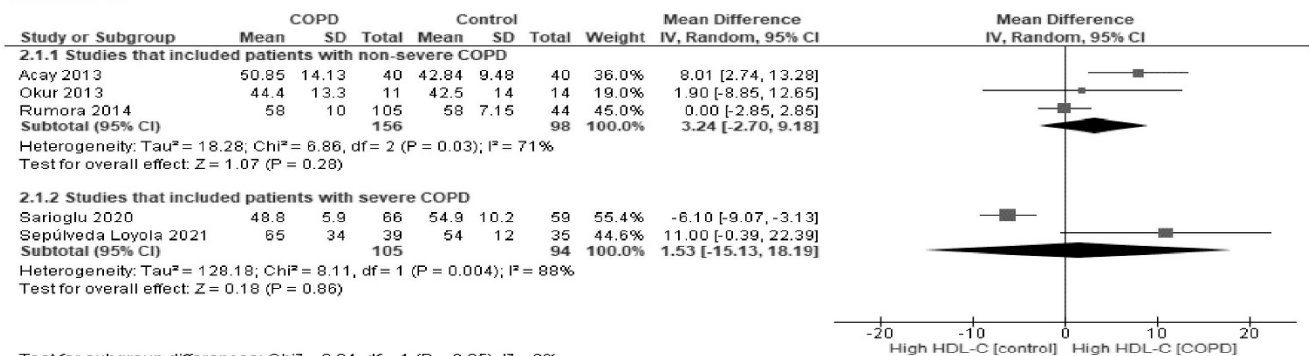 COPD Control Mean Difference Mean Difference
Study or Subgroup Mean SD Total Mean SD Total Weight IV, Random, 95% CI IV, Random, 95% CI
2.1.1 Studies that included patients with non-severe COPD
Acay 2013 50.85 14.13 40 42.84 9.48 40 36.0% 8.01 [2.74, 13.28]
Okur 2013 44.4 13.3 11 42.5 14 14 19.0% 1.90 [-8.85, 12.65]
Rumora 2014 58 10 105 58 7.15 44 45.0% 0.00 [-2.85, 2.85]
Subtotal (95% CI) 156 98 100.0% 3.24 [-2.70, 9.18]
Heterogeneity: Tau² = 18.28; Chi² = 6.86, df = 2 (P = 0.03); I² = 71%
Test for overall effect: Z = 1.07 (P = 0.28)
2.1.2 Studies that included patients with severe COPD
Sarioglu 2020 48.8 5.9 66 54.9 10.2 59 55.4% -6.10 [-9.07, -3.13]
Sepúlveda Loyola 2021 65 34 39 54 12 35 44.6% 11.00 [-0.39, 22.39]
Subtotal (95% CI) 105 94 100.0% 1.53 [-15.13, 18.19]
Heterogeneity: Tau² = 128.18; Chi² = 8.11, df = 1 (P = 0.004); I² = 88%
Test for overall effect: Z = 0.18 (P = 0.86)
-20 -10 0 10 20
High HDL-C [control] High HDL-C [COPD]